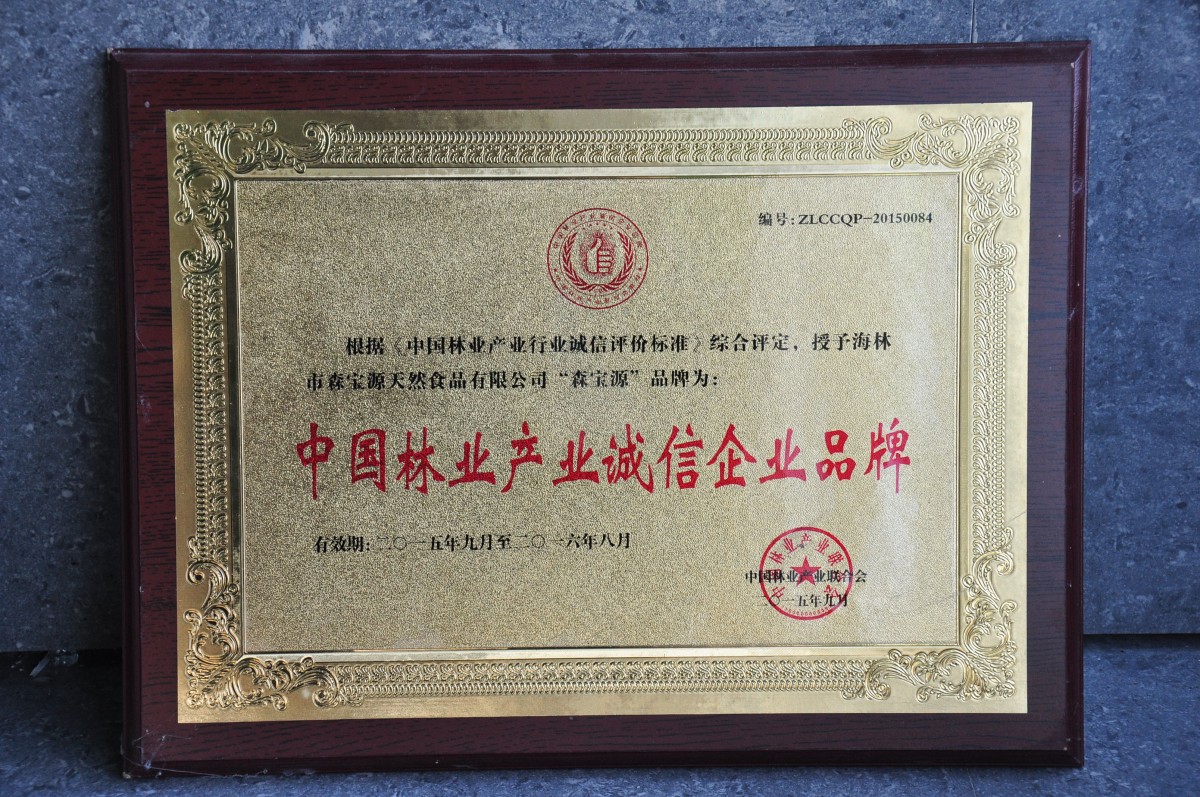 编号:ZLCCQP-20150084
根据《中国林业产业行业诚信评价标准》综合评定，授予海林
市森宝源天然食品有限公司“森宝源”品牌为：
中国林业产业诚信企业品牌
有效期:二〇一五年九月至二〇一六年八月
中国林业产业联合会
二〇一五年九月